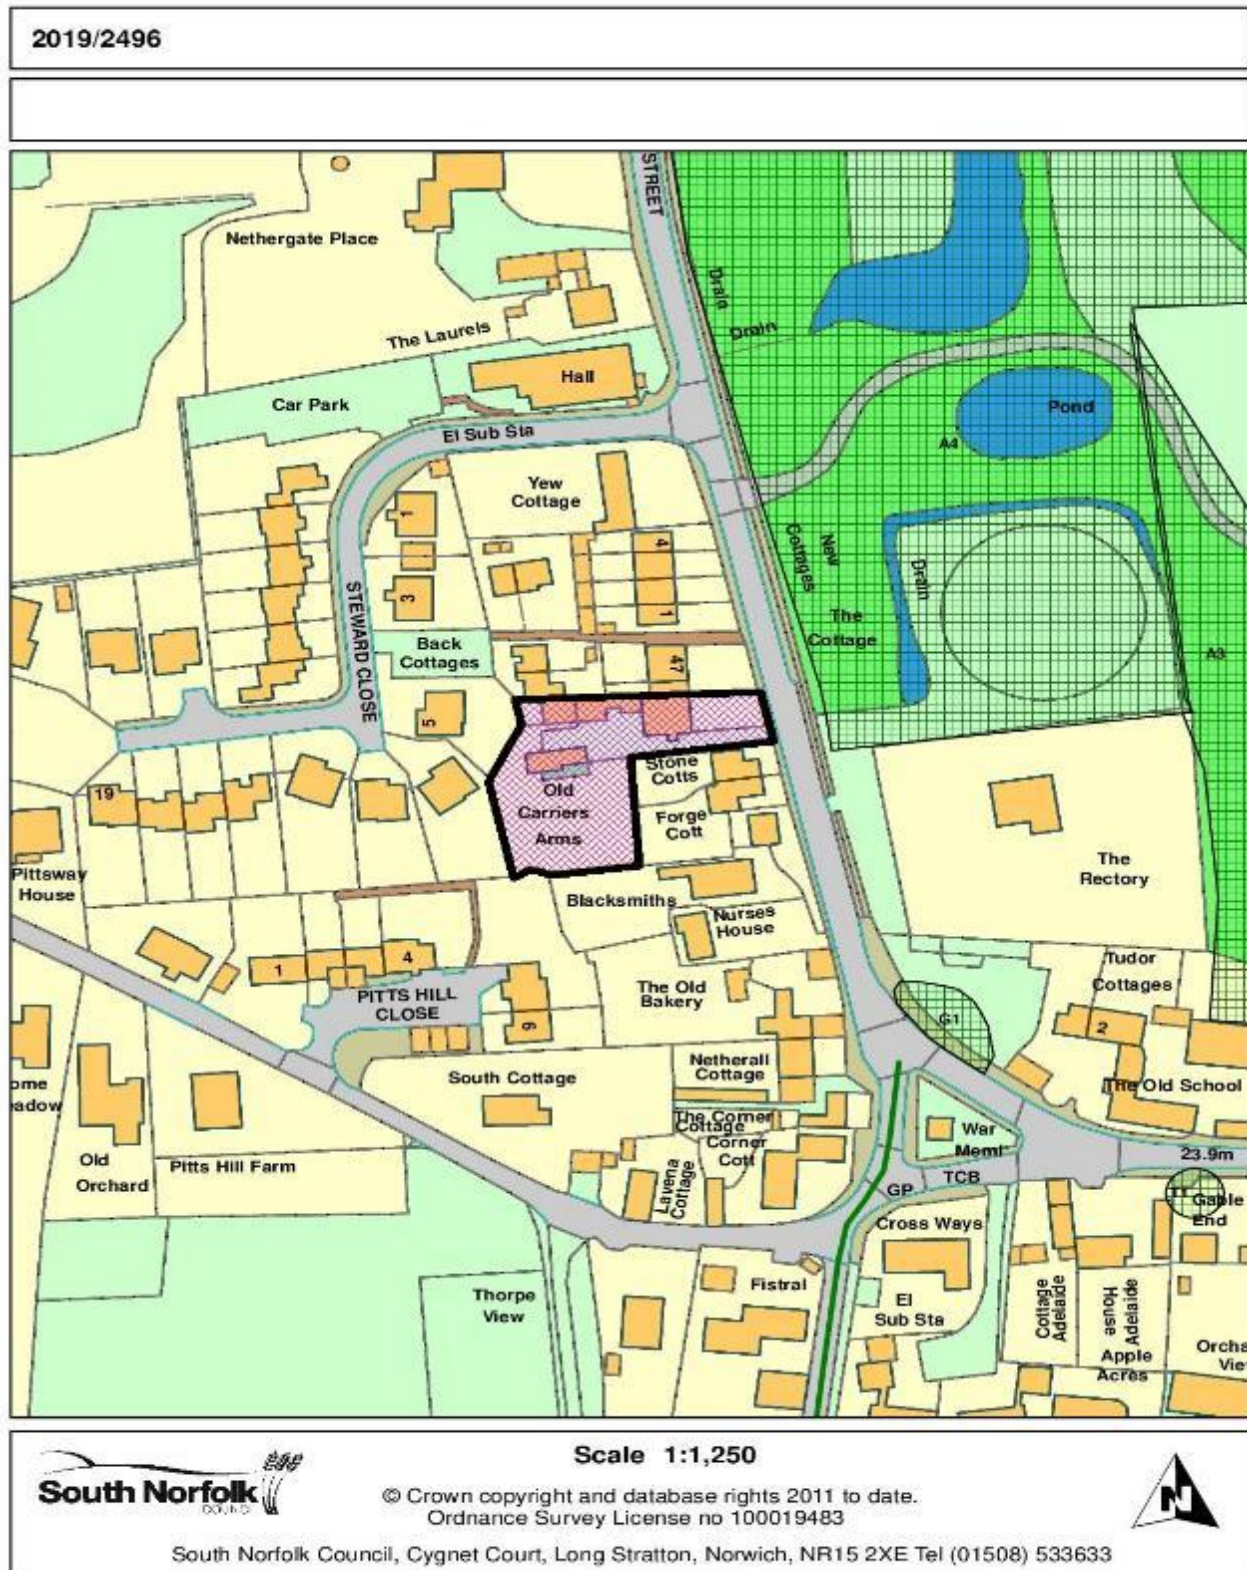 2019/2496
STREET
Nethergate Place
Drain
Drain
The Laurels
Hall
Car Park
Pond
El Sub Sta
A4
Yew
Cottage
1
New
Cottages
4
Drain
3
1
STEWARD CLOSE
The
Cottage
Back
Cottages
47
A3
5
Stone
Cotts
Old
Carriers
Arms
19
Forge
Cott
The
Rectory
Pittsway
House
Blacksmiths
Nurses
House
Tudor
Cottages
1
4
The Old
Bakery
PITTS HILL
CLOSE
9
G1
2
Netherall
Cottage
South Cottage
The Old School
ome
eadow
The Corner
Cottage
Corner
Cott
War
Meml
23.9m
Old
Orchard
Pitts Hill Farm
Lavena
Cottage
GP
TCB
T1
Gable
End
Cross Ways
Fistral
Thorpe
View
El
Sub Sta
Cottage
Adelaide
House
Adelaide
Apple
Acres
Orcha
Vie
South Norfolk
COUNCIL
Scale 1:1,250
© Crown copyright and database rights 2011 to date.
Ordnance Survey License no 100019483
N
South Norfolk Council, Cygnet Court, Long Stratton, Norwich, NR15 2XE Tel (01508) 533633